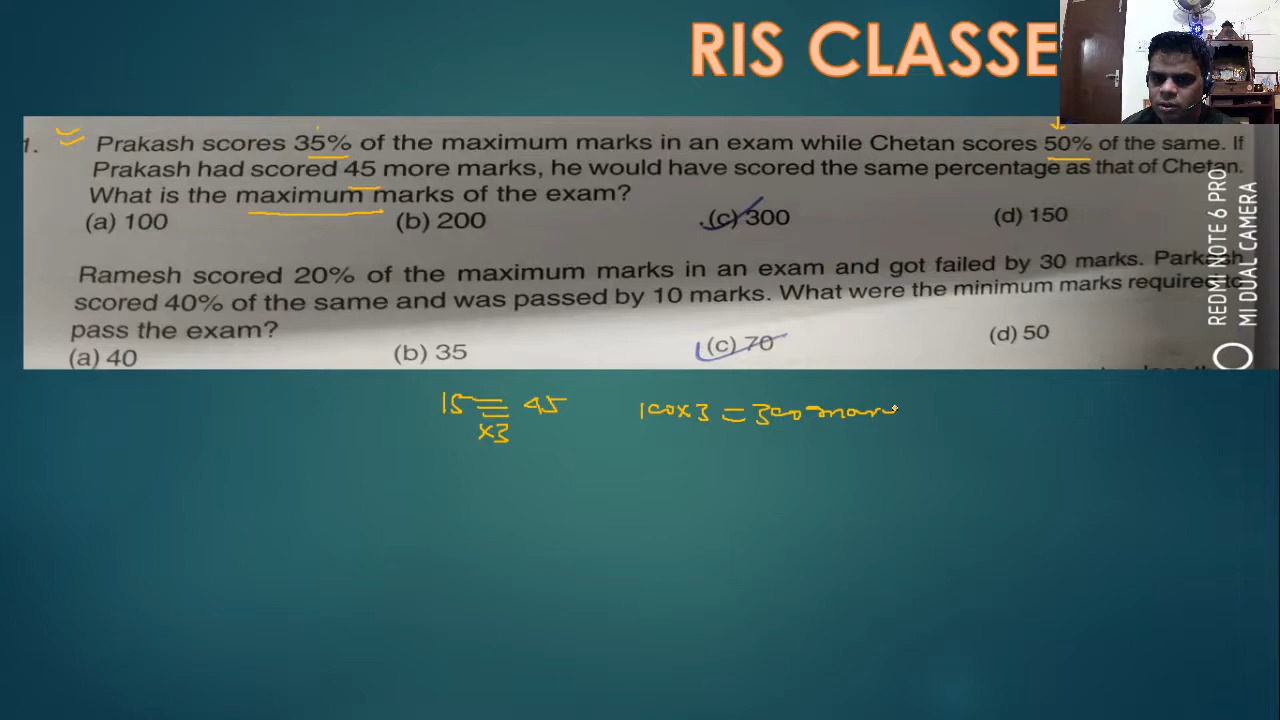 RIS CLASSE
1. Prakash scores 35% of the maximum marks in an exam while Chetan scores 50% of the same. If
Prakash had scored 45 more marks, he would have scored the same percentage as that of Chetan.
What is the maximum marks of the exam?
(a) 100 (b) 200 (c) 300 (d) 150
Ramesh scored 20% of the maximum marks in an exam and got failed by 30 marks. Parkash
scored 40% of the same and was passed by 10 marks. What were the minimum marks required to
pass the exam?
(a) 40 (b) 35 (c) 70 (d) 50
REDMI NOTE 6 PRO
MI DUAL CAMERA
15 = 45 100x3 = 300 mark
x3